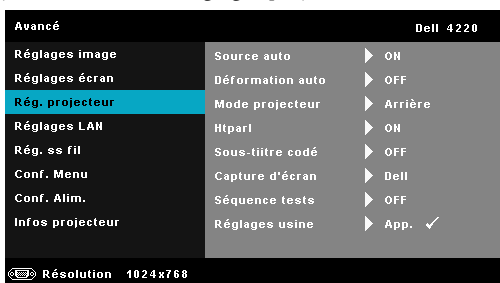 Avancé Dell 4220
Réglages image
Réglages écran
Rég. projecteur
Réglages LAN
Rég. ss fil
Conf. Menu
Conf. Alim.
Infos projecteur
Source auto ON
Déformation auto OFF
Mode projecteur Arrière
Htparl ON
Sous-tiitre codé OFF
Capture d'écran Dell
Séquence tests OFF
Réglages usine App. ✓
Résolution 1024x768